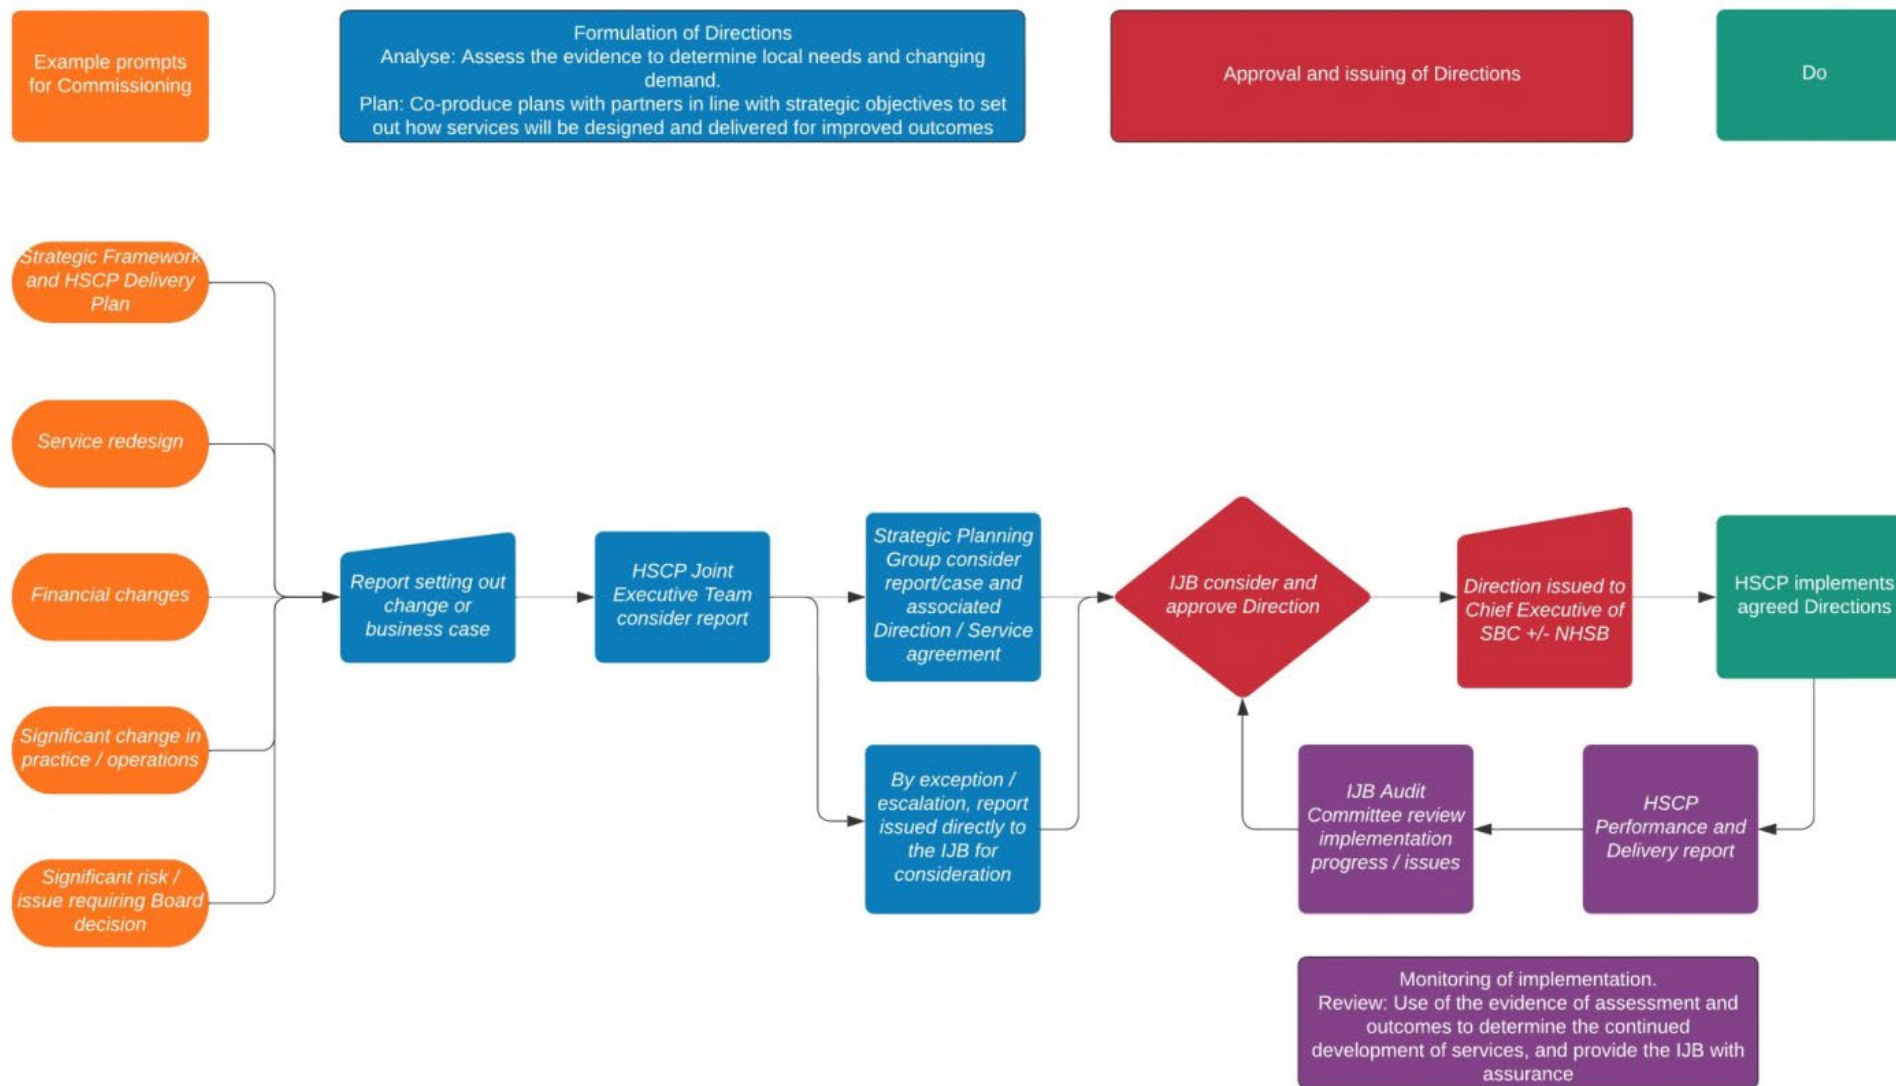 Example prompts
for Commissioning
Formulation of Directions
Analyse: Assess the evidence to determine local needs and changing
demand.
Plan: Co-produce plans with partners in line with strategic objectives to set
out how services will be designed and delivered for improved outcomes
Approval and issuing of Directions
Do
Strategic Framework
and HSCP Delivery
Plan
Service redesign
Financial changes
Significant change in
practice / operations
Significant risk /
issue requiring Board
decision
Report setting out
change or
business case
HSCP Joint
Executive Team
consider report
Strategic Planning
Group consider
report/case and
associated
Direction / Service
agreement
By exception /
escalation, report
issued directly to
the IJB for
consideration
IJB consider and
approve Direction
Direction issued to
Chief Executive of
SBC +/- NHSB
HSCP implements
agreed Directions
IJB Audit
Committee review
implementation
progress / issues
HSCP
Performance and
Delivery report
Monitoring of implementation.
Review: Use of the evidence of assessment and
outcomes to determine the continued
development of services, and provide the IJB with
assurance